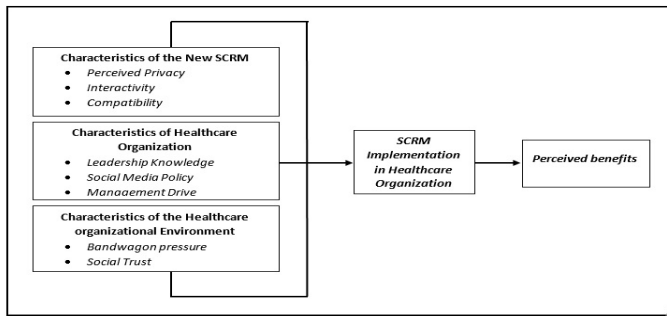 Characteristics of the New SCRM
• Perceived Privacy
• Interactivity
• Compatibility
Characteristics of Healthcare
Organization
• Leadership Knowledge
• Social Media Policy
• Management Drive
Characteristics of the Healthcare
organizational Environment
• Bandwagon pressure
• Social Trust
SCRM
Implementation
in Healthcare
Organization
Perceived benefits